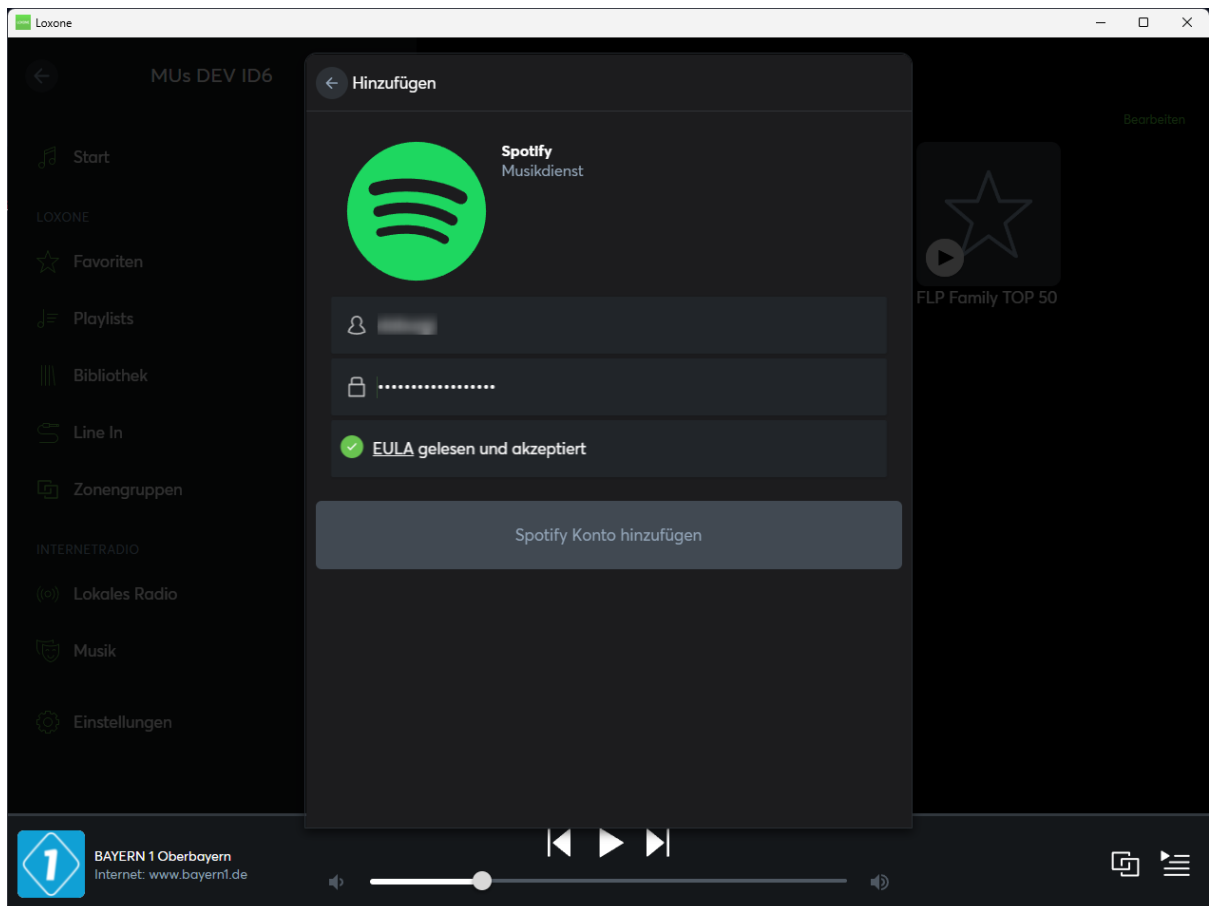 Loxone
MUs DEV ID6
Hinzufügen
Bearbeiten
Start
Spotify
Musikdienst
LOXONE
Favoriten
Playlists
FLP Family TOP 50
Bibliothek
Line In
EULA gelesen und akzeptiert
Zonengruppen
Spotify Konto hinzufügen
INTERNETRADIO
Lokales Radio
Musik
Einstellungen
1
BAYERN 1 Oberbayern
Internet: www.bayern1.de